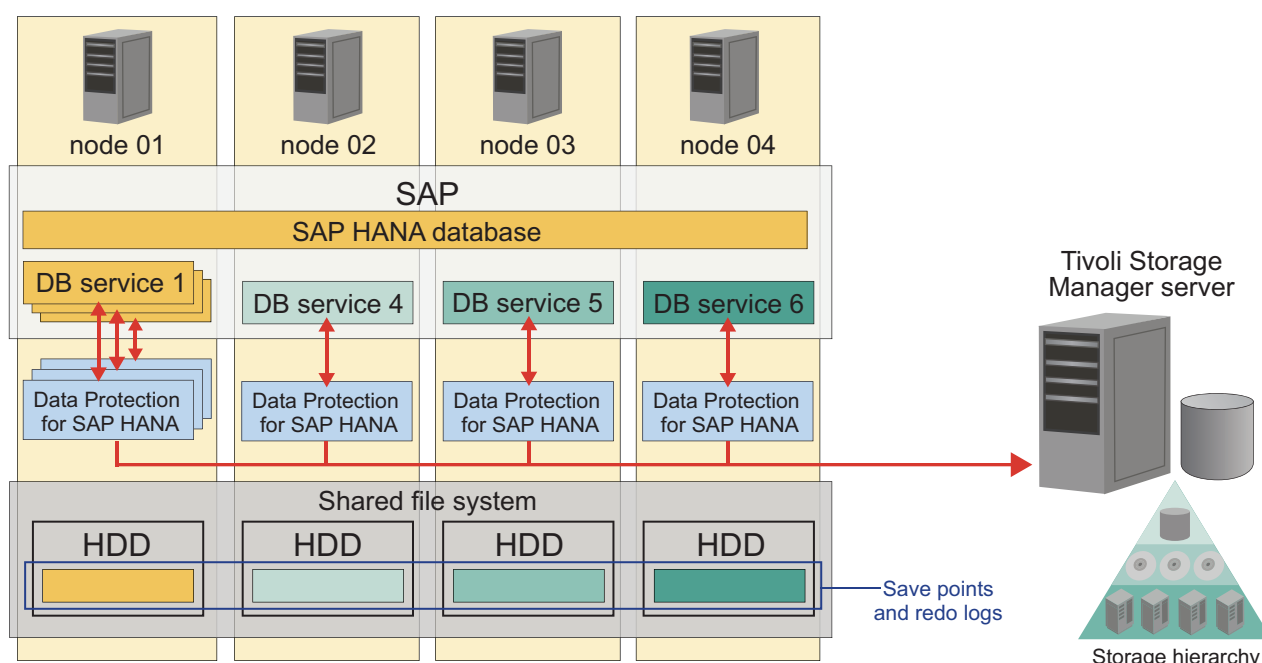 node 01
node 02
node 03
node 04
SAP
SAP HANA database
DB service 1
DB service 4
DB service 5
DB service 6
Data Protection
for SAP HANA
Data Protection
for SAP HANA
Data Protection
for SAP HANA
Data Protection
for SAP HANA
Tivoli Storage
Manager server
Shared file system
HDD
HDD
HDD
HDD
Save points
and redo logs
Storage hierarchy